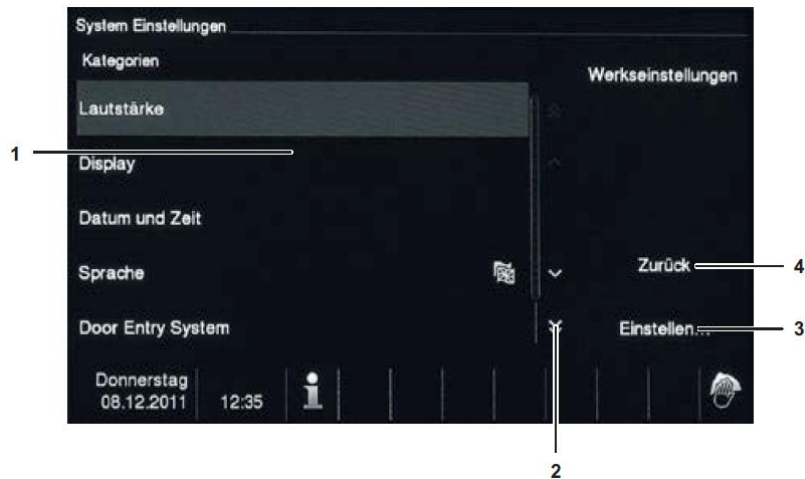 System Einstellungen
Kategorien
Werkseinstellungen
Lautstärke
1
Display
Datum und Zeit
Sprache
Zurück
4
Door Entry System
Einstellen...
3
Donnerstag
08.12.2011
12:35
2